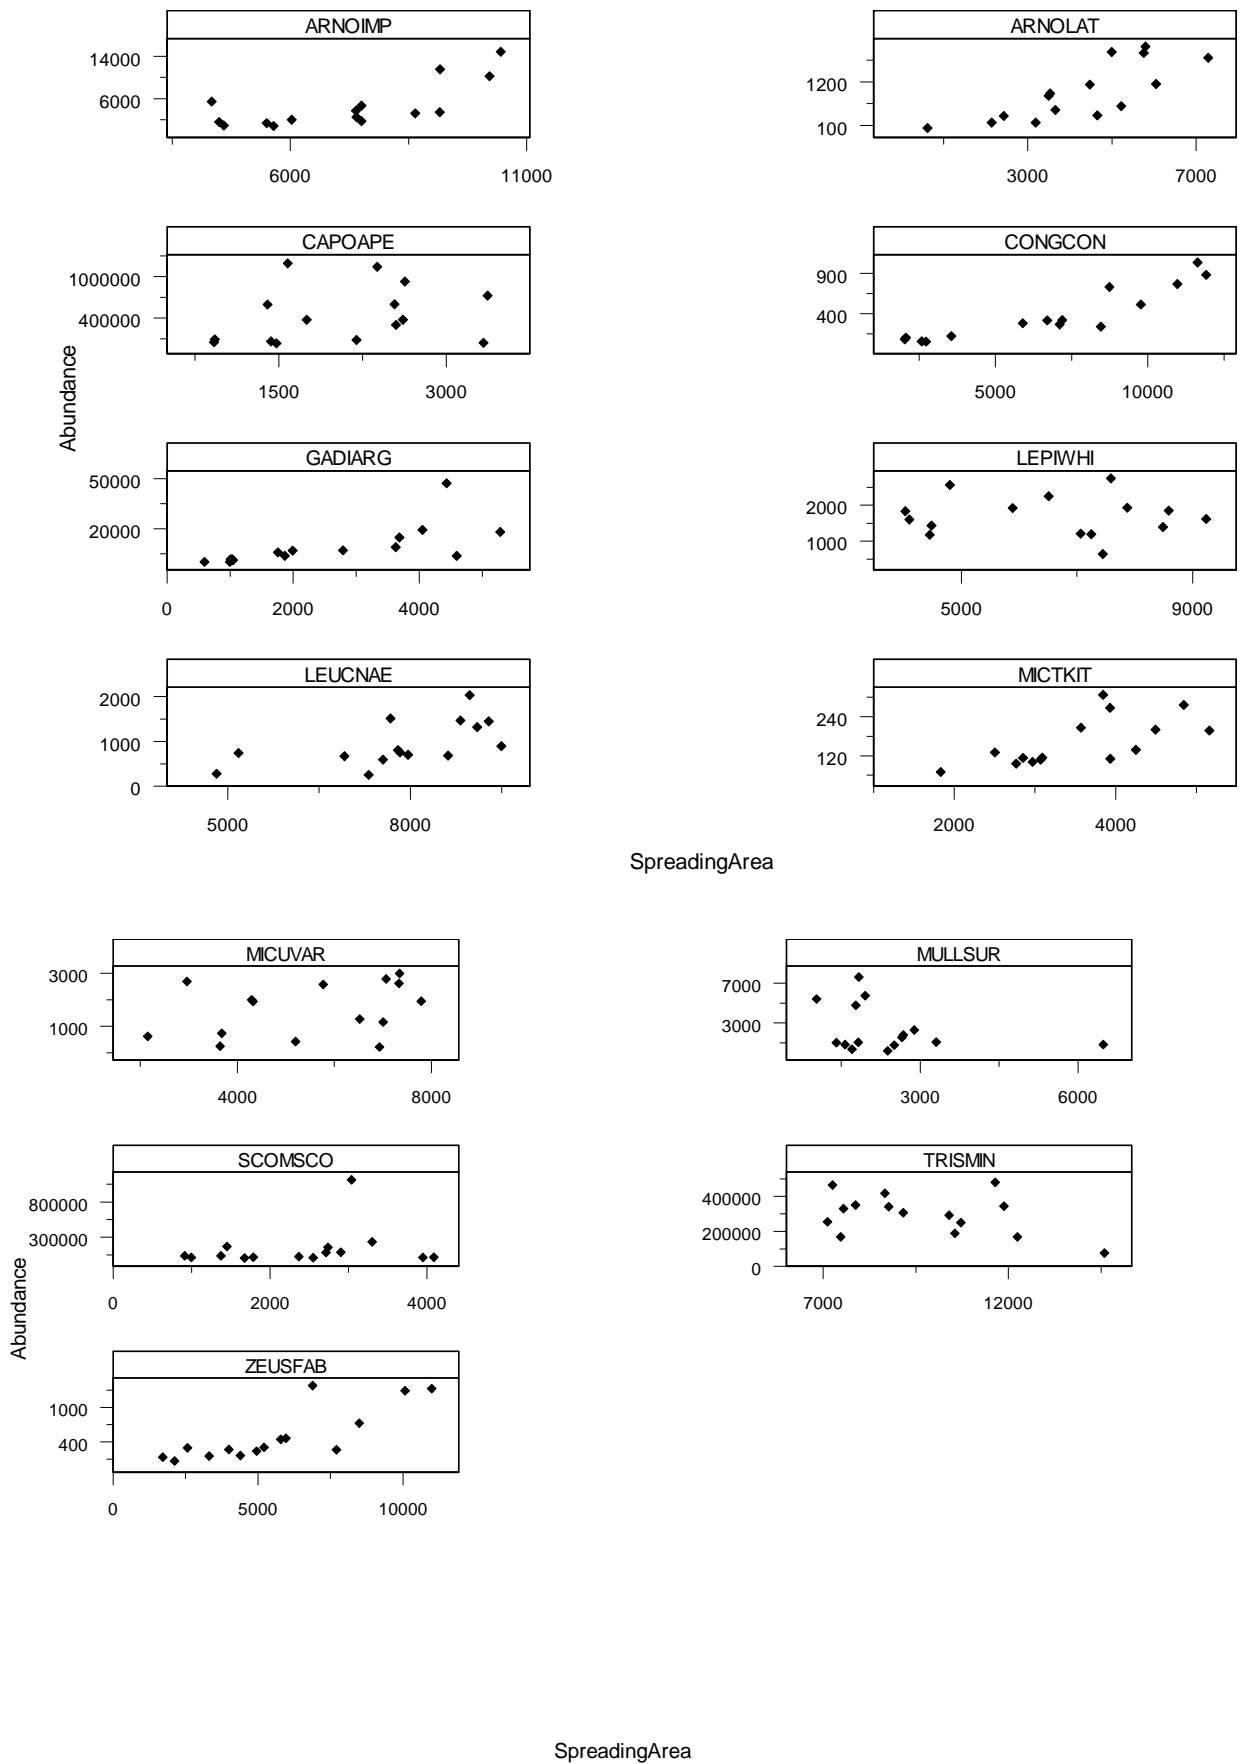 ARNOIMP ARNOLAT
14000
6000
6000 11000
1200
100
3000 7000
CAPOAPE CONGCON
1000000
400000
1500 3000
900
400
5000 10000
Abundance
GADIARG LEPIWHI
50000
20000
0 2000 4000
2000
1000
5000 9000
LEUCNAE MICTKIT
2000
1000
0
5000 8000
240
120
2000 4000
SpreadingArea
MICUVAR MULLSUR
3000
1000
4000 8000
7000
3000
3000 6000
SCOMSCO TRISMIN
800000
300000
0 2000 4000
400000
200000
0
7000 12000
Abundance
ZEUSFAB
1000
400
0 5000 10000
SpreadingArea